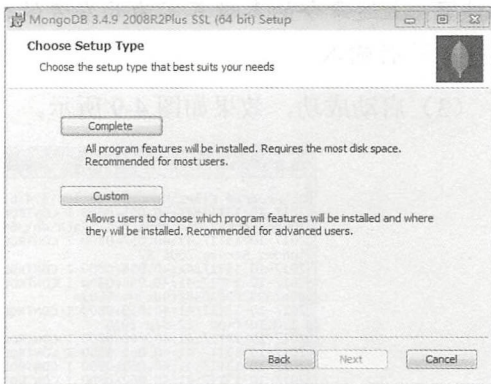 MongoDB 3.4.9 2008R2Plus SSL (64 bit) Setup
Choose Setup Type
Choose the setup type that best suits your needs
Complete
All program features will be installed. Requires the most disk space.
Recommended for most users.
Custom
Allows users to choose which program features will be installed and where
they will be installed. Recommended for advanced users.
Back
Next
Cancel